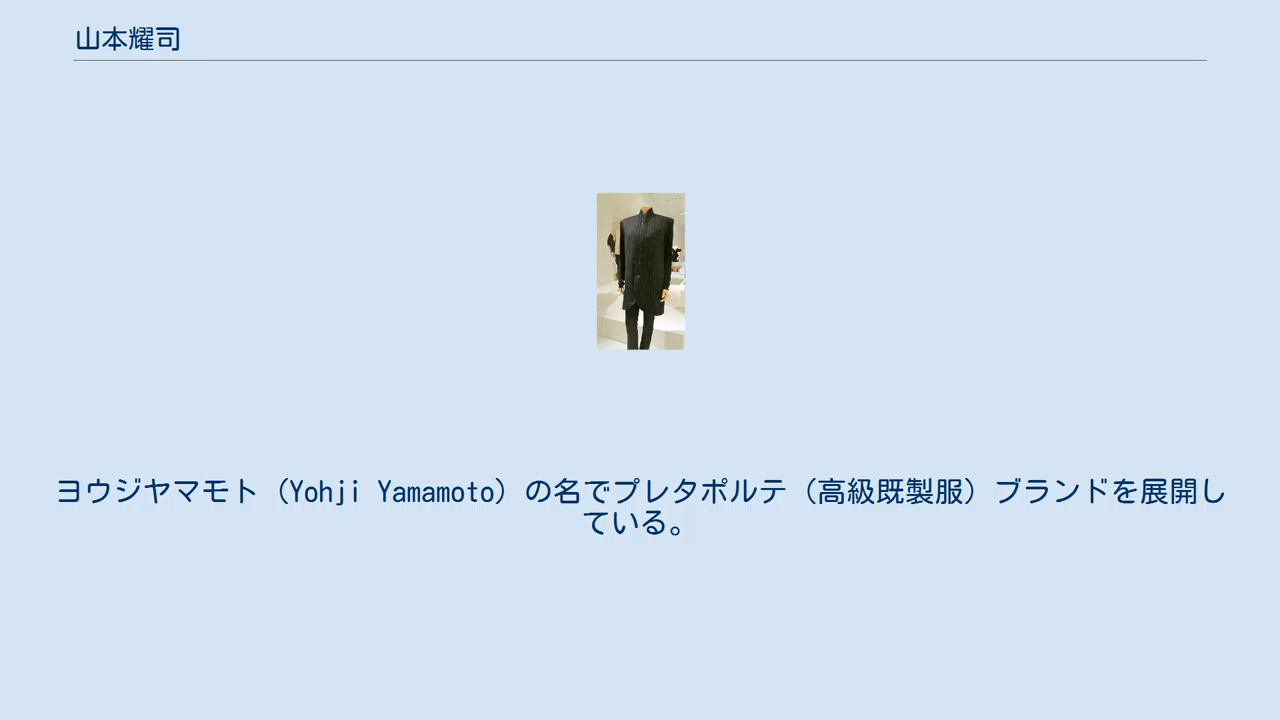 山本耀司
ヨウジヤマモト（Yohji Yamamoto）の名でプレタポルテ（高級既製服）ブランドを展開し
ている。